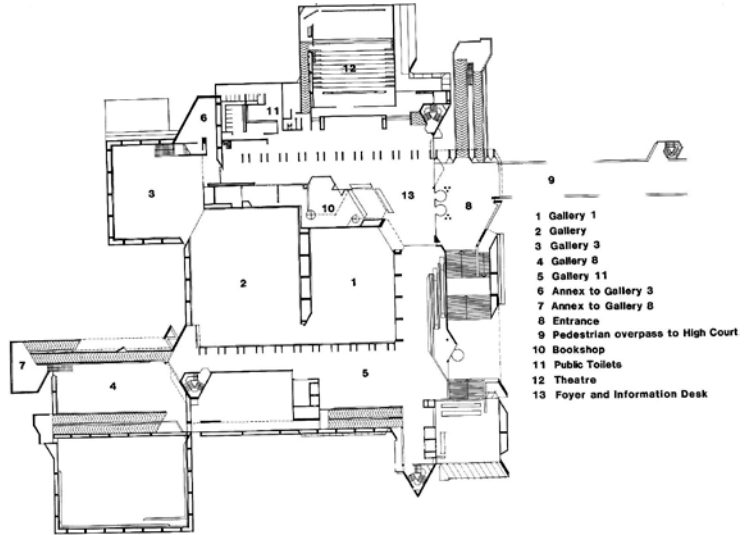 12
11
6
9
3
13
10
8
2
1
7
4
5
1 Gallery 1
2 Gallery
3 Gallery 3
4 Gallery 8
5 Gallery 11
6 Annex to Gallery 3
7 Annex to Gallery 8
8 Entrance
9 Pedestrian overpass to High Court
10 Bookshop
11 Public Toilets
12 Theatre
13 Foyer and Information Desk